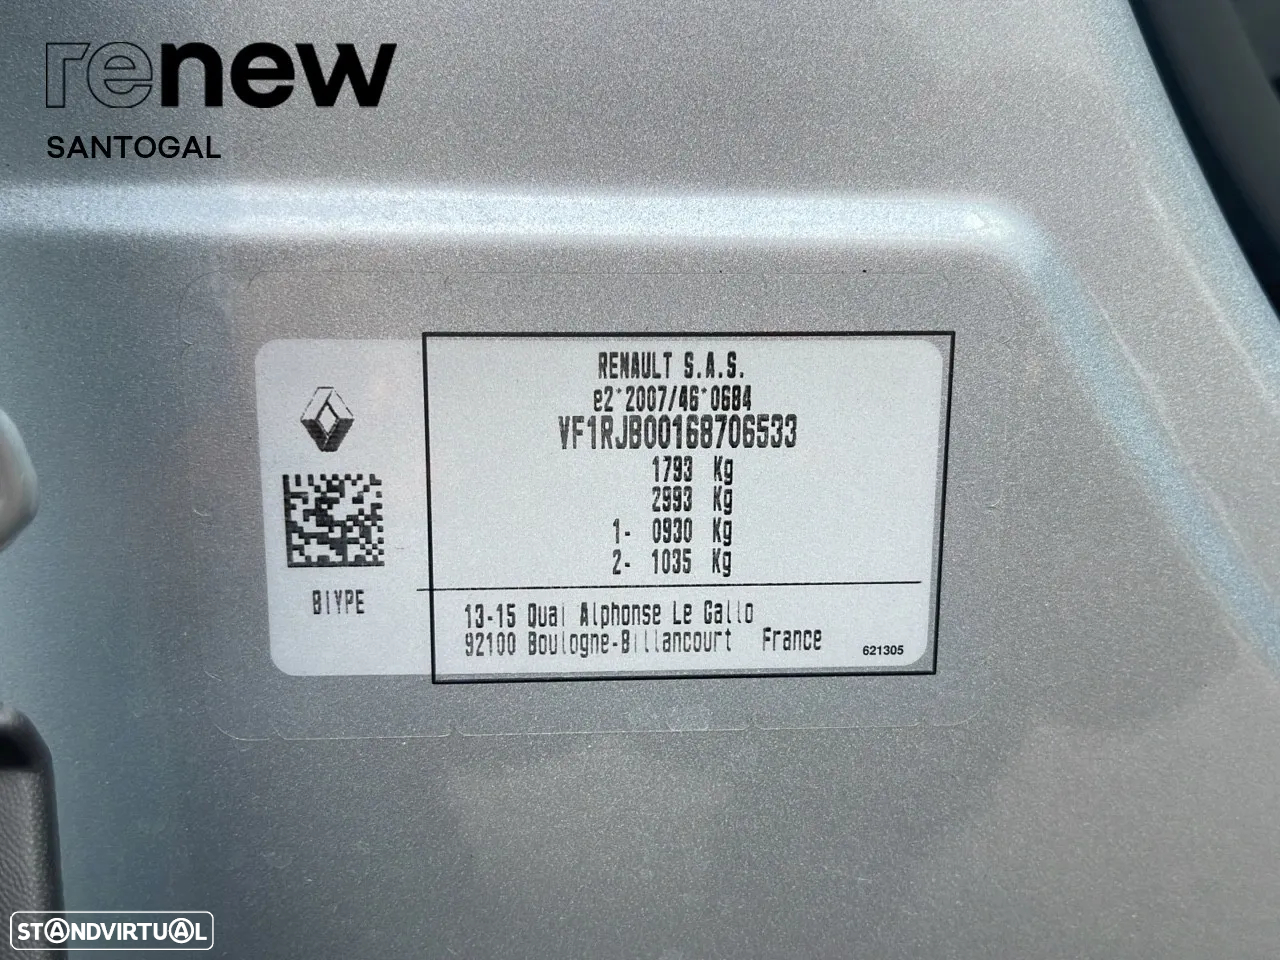 renew
SANTOGAL
RENAULT S.A.S.
e2*2007/46*0684
VF1RJB00168706533
1793 Kg
2993 Kg
1- 0930 Kg
2- 1035 Kg
BIYPE
13-15 Quai Alphonse Le Gallo
92100 Boulogne-Billancourt France
621305
STANDVIRTUAL